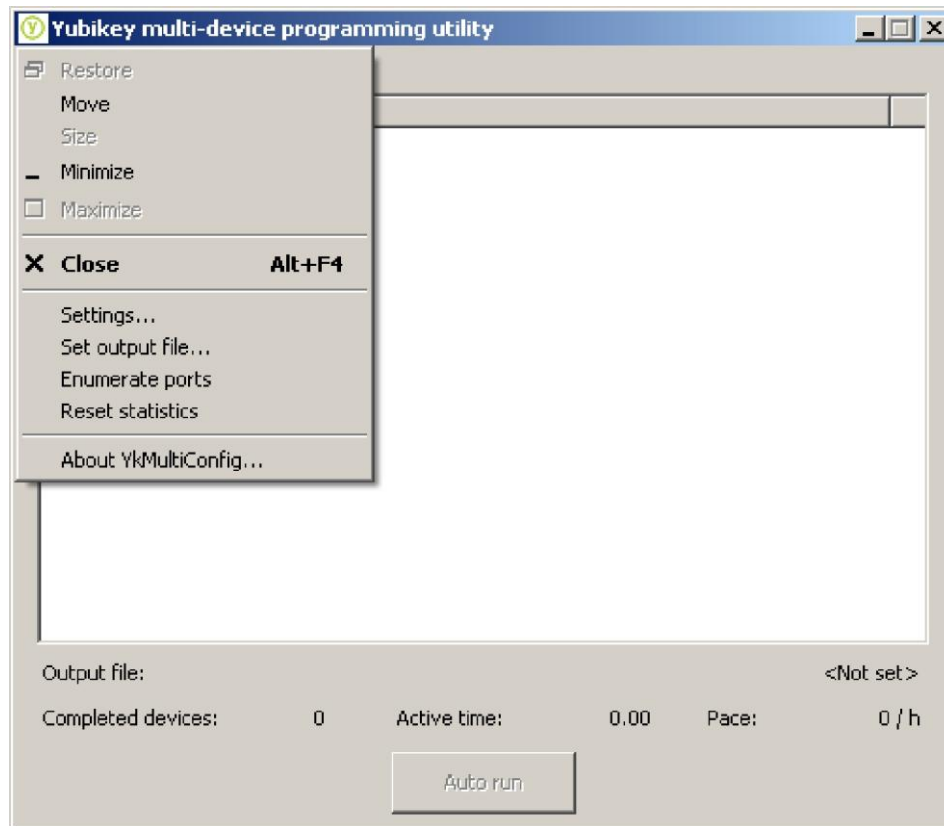 Yubikey multi-device programming utility
Restore
Move
Size
Minimize
Maximize
Close Alt+F4
Settings...
Set output file...
Enumerate ports
Reset statistics
About YkMultiConfig...
Output file: <Not set>
Completed devices: 0 Active time: 0.00 Pace: 0 / h
Auto run